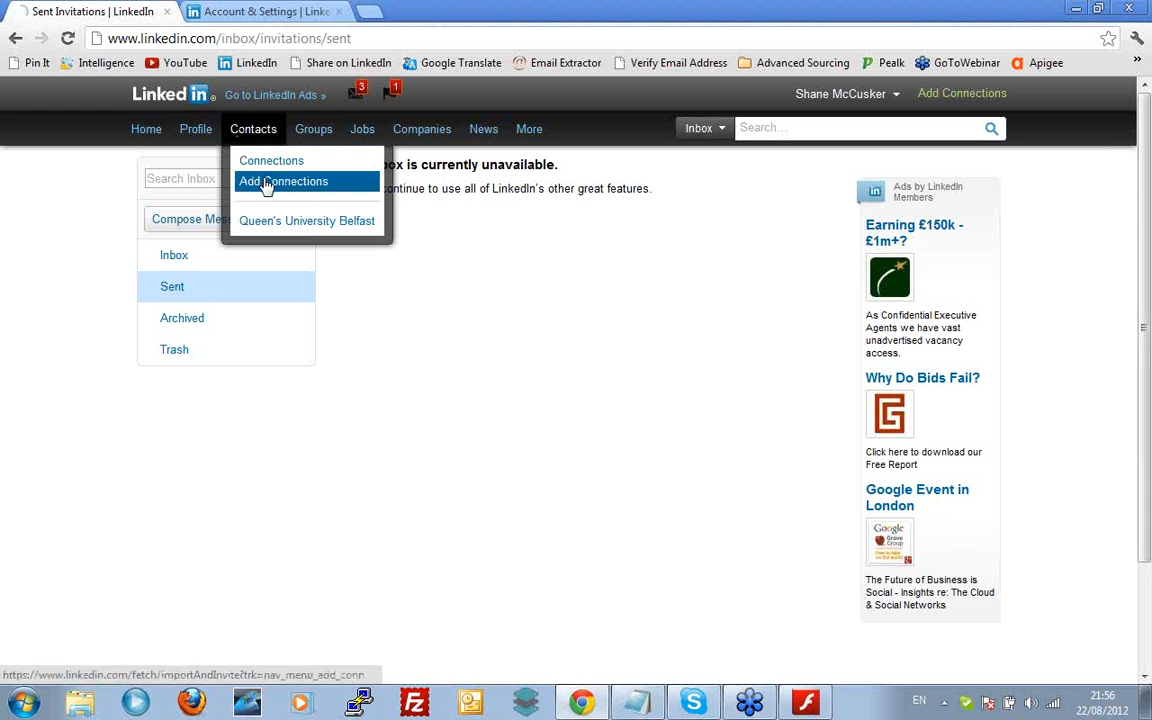 Sent Invitations | LinkedIn
Account & Settings | Linke
www.linkedin.com/inbox/invitations/sent
Pin It
Intelligence
YouTube
LinkedIn
Share on LinkedIn
Google Translate
Email Extractor
Verify Email Address
Advanced Sourcing
Pealk
GoToWebinar
Apigee
»
Linked in
Go to LinkedIn Ads »
3
1
Shane McCusker
Add Connections
Home
Profile
Contacts
Groups
Jobs
Companies
News
More
Inbox
Search...
Connections
Add Connections
Queen's University Belfast
box is currently unavailable.
continue to use all of LinkedIn's other great features.
Search Inbox
Compose Mes
Inbox
Sent
Archived
Trash
Ads by LinkedIn
Members
Earning £150k -
£1m+?
As Confidential Executive
Agents we have vast
unadvertised vacancy
access.
Why Do Bids Fail?
Click here to download our
Free Report
Google Event in
London
Google
Grove
Group
The Future of Business is
Social - Insights re: The Cloud
& Social Networks
https://www.linkedin.com/fetch/importAndInvite?trk=nav_menu_add_conn
EN
21:56
22/08/2012